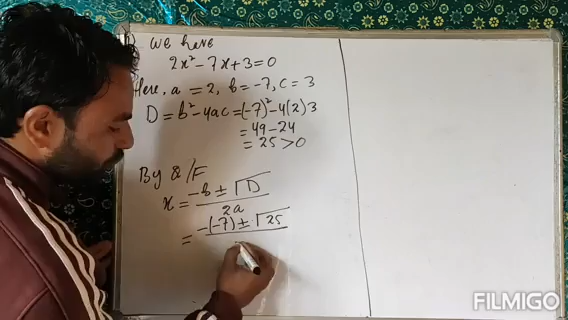 ) We have
2x² - 7x + 3 = 0
Here, a = 2, b = -7, c = 3
D = b² - 4ac = (-7)² - 4(2)3
= 49 - 24
= 25 > 0
By Q/F
x = -b ± √D / 2a
= -(-7) ± √25
FILMIGO